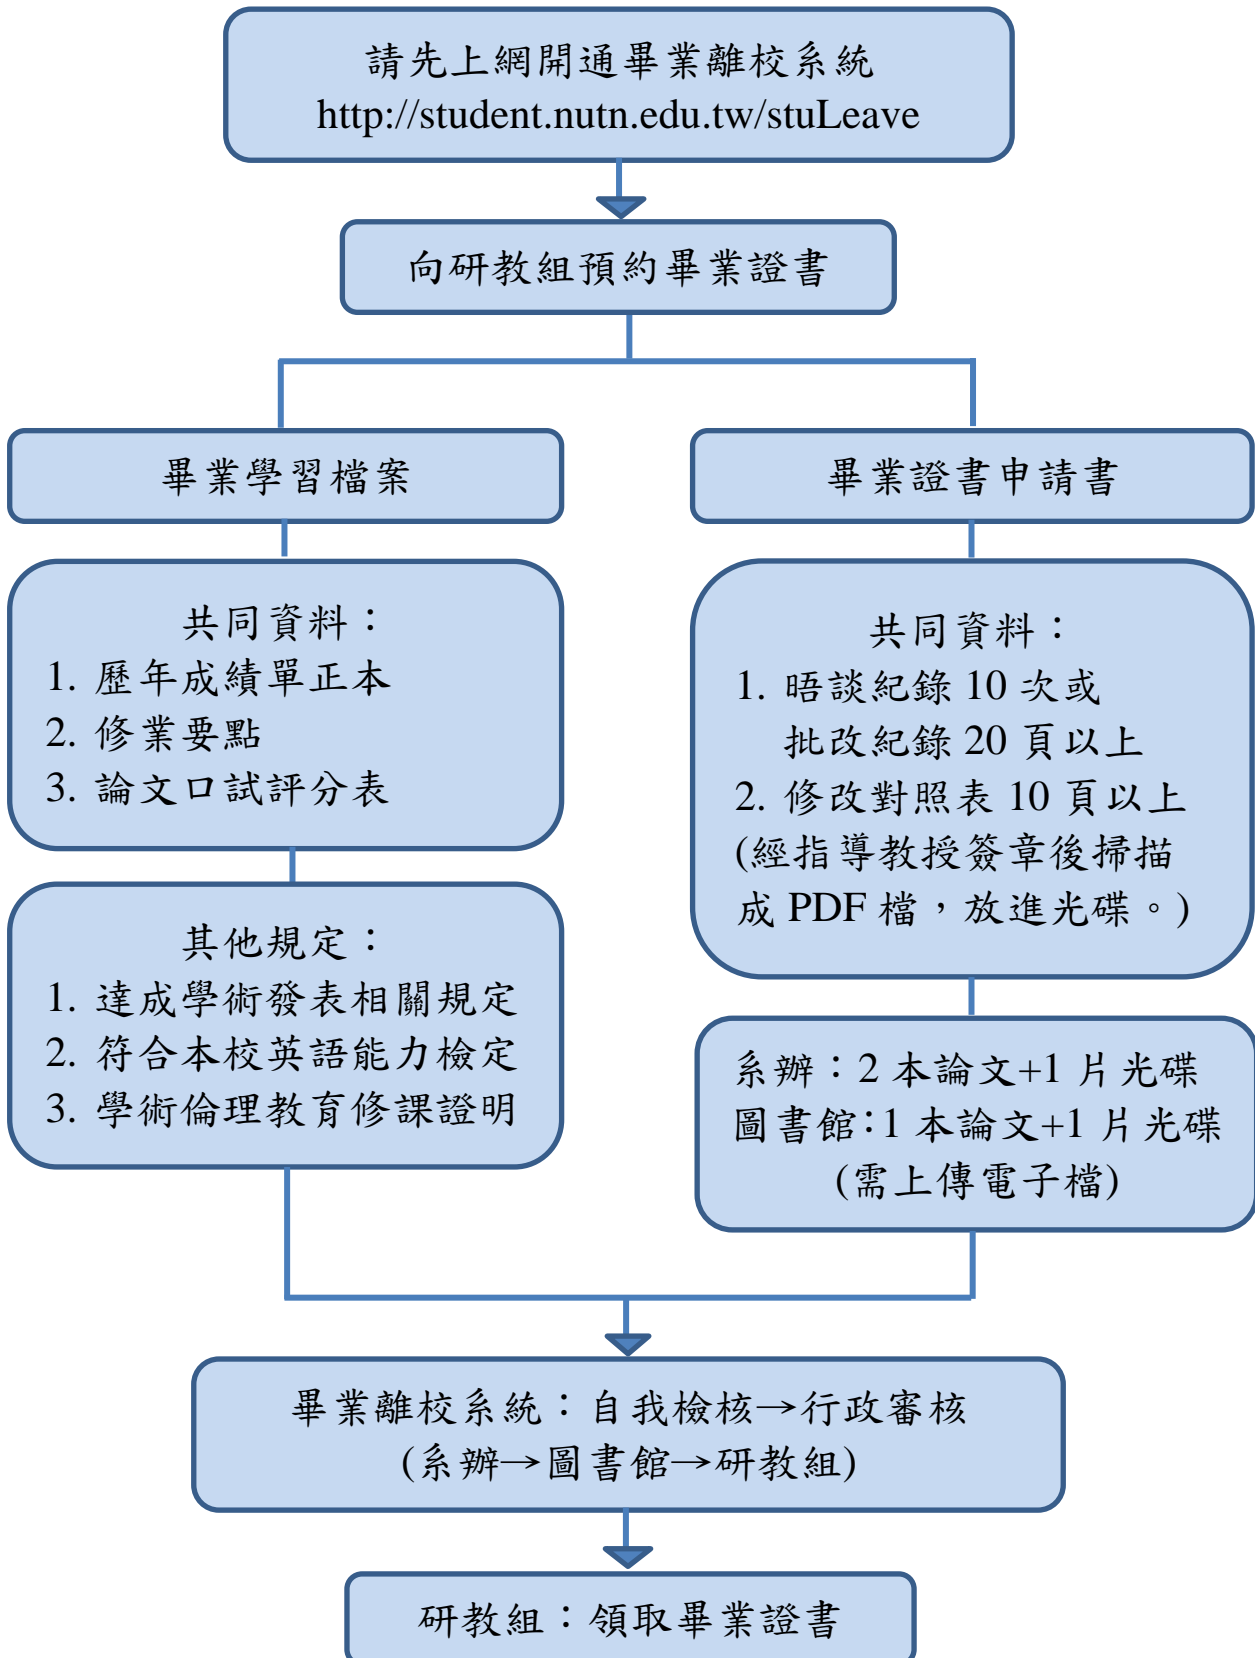 請先上網開通畢業離校系統
http://student.nutn.edu.tw/stuLeave
向研教組預約畢業證書
畢業學習檔案
共同資料：
1. 歷年成績單正本
2. 修業要點
3. 論文口試評分表
其他規定：
1. 達成學術發表相關規定
2. 符合本校英語能力檢定
3. 學術倫理教育修課證明
畢業證書申請書
共同資料：
1. 晤談紀錄 10 次或
批改紀錄 20 頁以上
2. 修改對照表 10 頁以上
(經指導教授簽章後掃描
成 PDF 檔，放進光碟。)
系辦：2 本論文+1 片光碟
圖書館：1 本論文+1 片光碟
(需上傳電子檔)
畢業離校系統：自我檢核→行政審核
(系辦→圖書館→研教組)
研教組：領取畢業證書